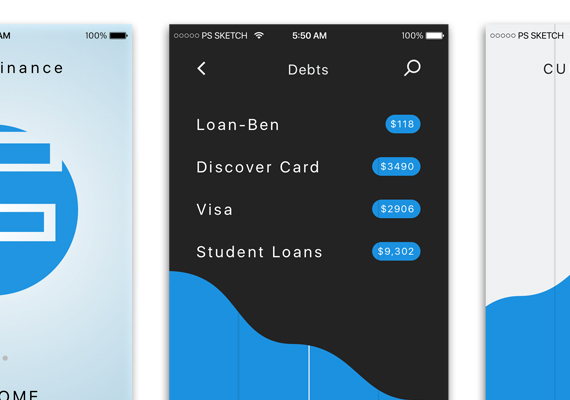 AM 100%
inance
OME
PS SKETCH 5:50 AM 100%
Debts
Loan-Ben $118
Discover Card $3490
Visa $2906
Student Loans $9,302
PS SKETCH
CU